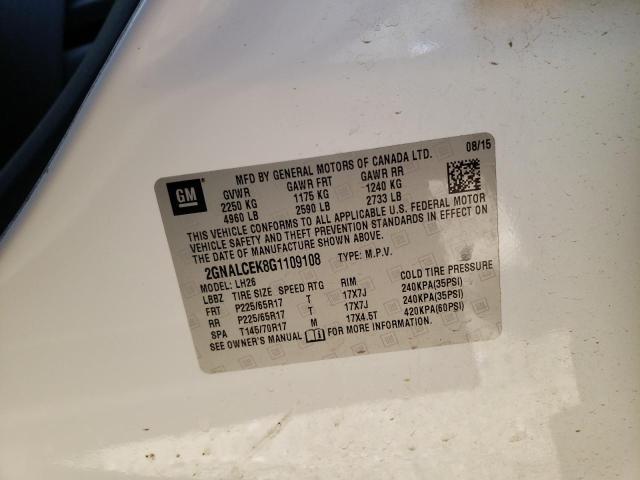 MFD BY GENERAL MOTORS OF CANADA LTD. 08/15
GM
GVWR GAWR FRT GAWR RR
2250 KG 1175 KG 1240 KG
4960 LB 2590 LB 2733 LB
THIS VEHICLE CONFORMS TO ALL APPLICABLE U.S. FEDERAL MOTOR
VEHICLE SAFETY AND THEFT PREVENTION STANDARDS IN EFFECT ON
THE DATE OF MANUFACTURE SHOWN ABOVE.
2GNALCEK8G1109108 TYPE: M.P.V.
MODEL: LH26
LBBZ TIRE SIZE SPEED RTG RIM COLD TIRE PRESSURE
FRT P225/65R17 T 17X7J 240KPA(35PSI)
RR P225/65R17 T 17X7J 240KPA(35PSI)
SPA T145/70R17 M 17X4.5T 420KPA(60PSI)
SEE OWNER'S MANUAL FOR MORE INFORMATION.